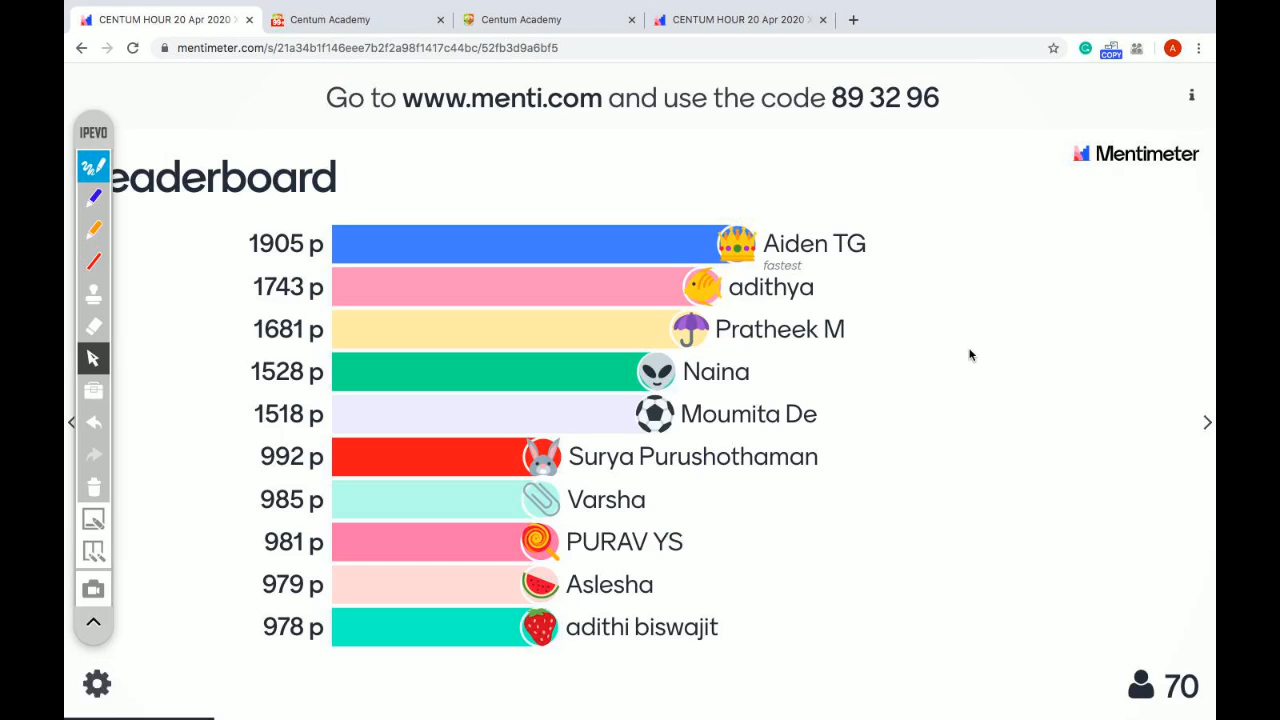 CENTUM HOUR 20 Apr 2020
Centum Academy
Centum Academy
CENTUM HOUR 20 Apr 2020
mentimeter.com/s/21a34b1f146eee7b2f2a98f1417c44bc/52fb3d9a6bf5
COPY
A
Go to www.menti.com and use the code 89 32 96
IPEVO
eaderboard
Mentimeter
1905 p Aiden TG
fastest
1743 p adithya
1681 p Pratheek M
1528 p Naina
1518 p Moumita De
992 p Surya Purushothaman
985 p Varsha
981 p PURAV YS
979 p Aslesha
978 p adithi biswajit
70